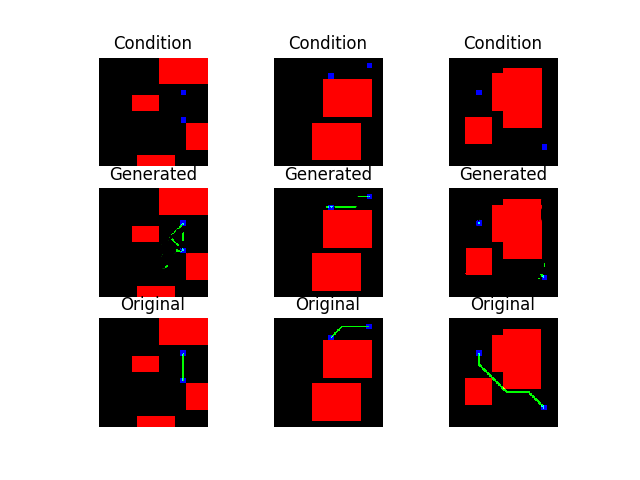 Condition Condition Condition
Generated Generated Generated
Original Original Original